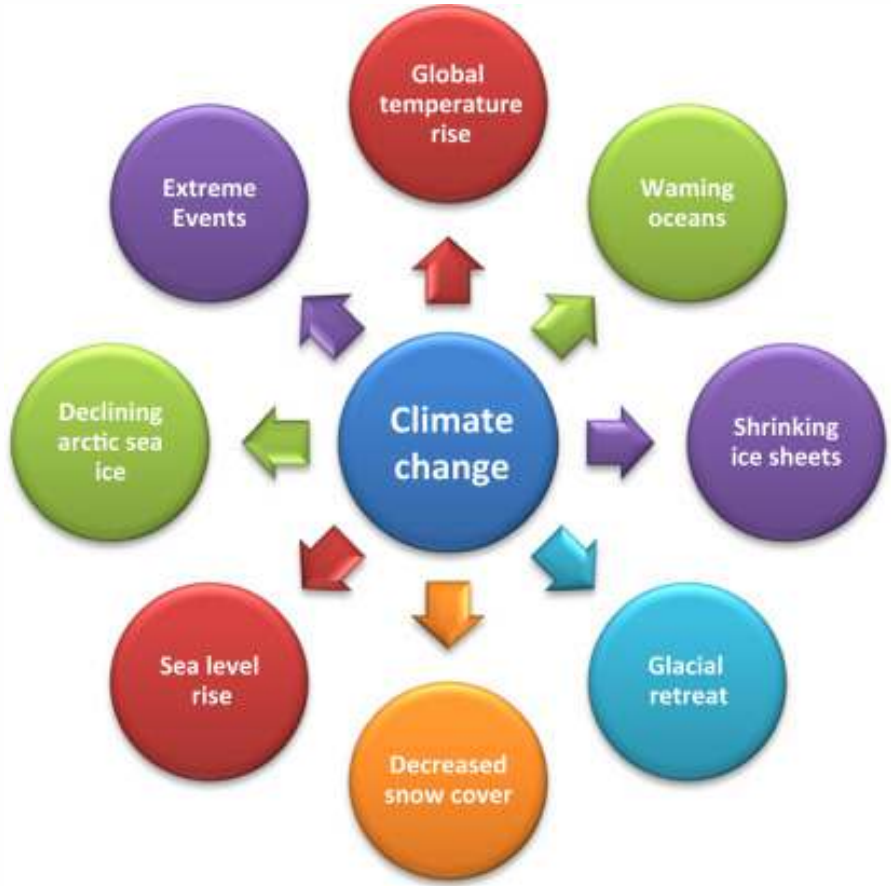 Global
temperature
rise
Waming
oceans
Shrinking
ice sheets
Glacial
retreat
Decreased
snow cover
Sea level
rise
Declining
arctic sea
ice
Extreme
Events
Climate
change